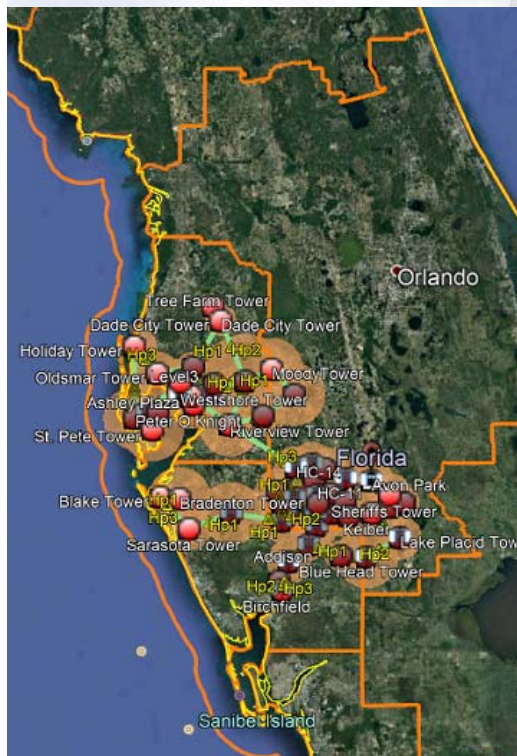 Orlando
Tree Farm Tower
Dade City Tower
Dade City Tower
Holiday Tower
Hp3
Hp1
Hp2
Oldsmar Tower
Level3
Hp1
Hp1
MoodyTower
Ashley Plaza
Westshore Tower
Peter O Knight
St. Pete Tower
Riverview Tower
Hp3
Florida
HC-14
Hp1
Avon Park
HC-11
Blake Tower
Hp1
Bradenton Tower
Sheriffs Tower
Hp3
Hp1
Hp1
Hp2
Keiber
Sarasota Tower
Lake Placid Tow
Addison
Hp1
Hp2
Blue Head Tower
Hp2
Hp3
Birchfield
Sanibel Island